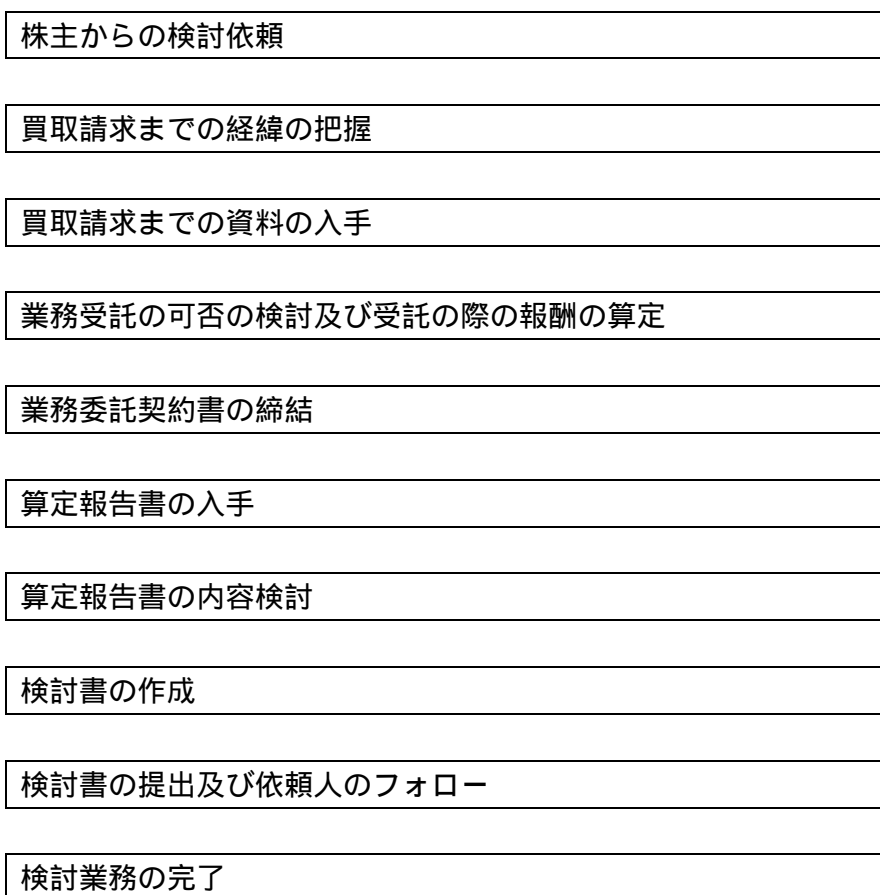 株主からの検討依頼
買取請求までの経緯の把握
買取請求までの資料の入手
業務受託の可否の検討及び受託の際の報酬の算定
業務委託契約書の締結
算定報告書の入手
算定報告書の内容検討
検討書の作成
検討書の提出及び依頼人のフォロー
検討業務の完了